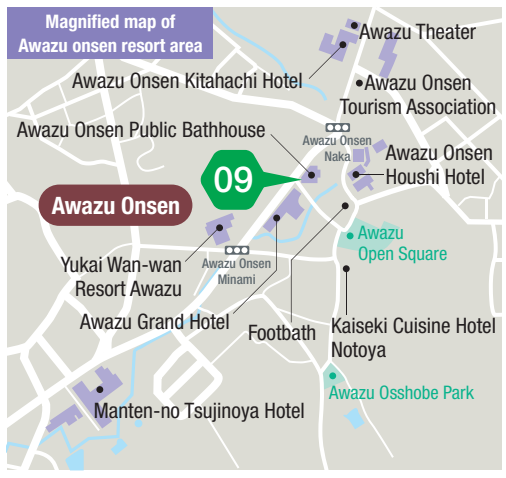 Magnified map of
Awazu onsen resort area
Awazu Theater
Awazu Onsen Kitahachi Hotel
Awazu Onsen
Tourism Association
Awazu Onsen Public Bathhouse
Awazu Onsen
Naka
Awazu Onsen
Houshi Hotel
09
Awazu Onsen
Awazu
Open Square
Yukai Wan-wan
Resort Awazu
Awazu Onsen
Minami
Awazu Grand Hotel
Footbath
Kaiseki Cuisine Hotel
Notoya
Awazu Osshobe Park
Manten-no Tsujinoya Hotel